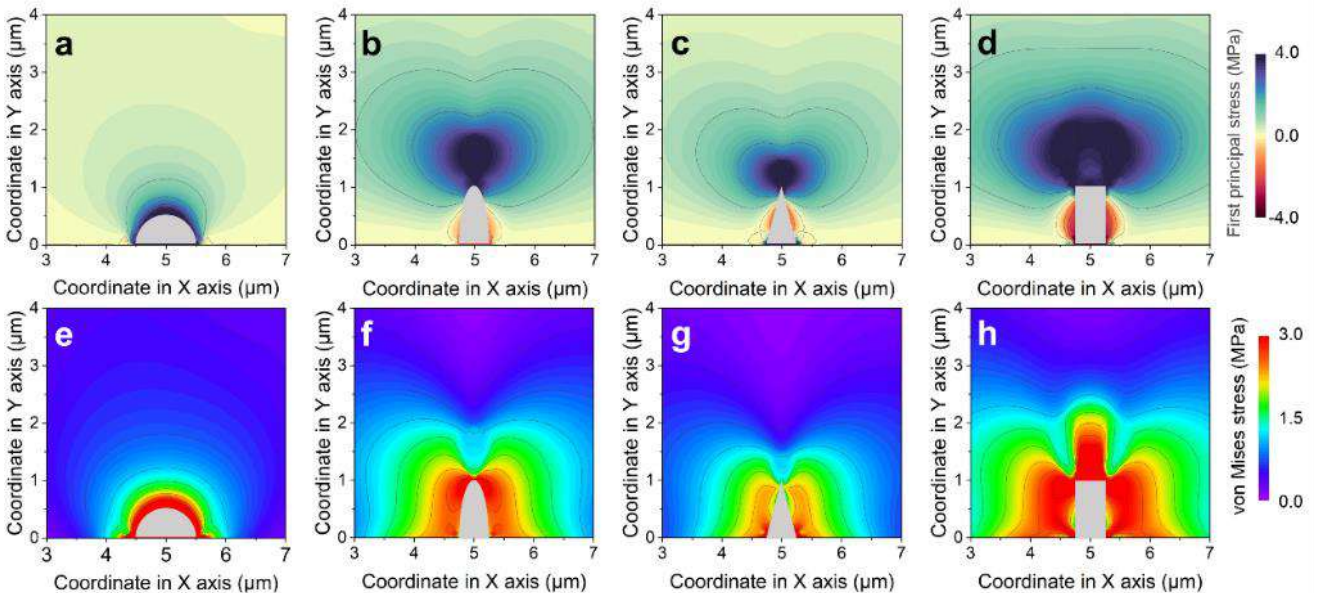 a
b
c
d
4
3
2
1
0
Coordinate in Y axis (µm)
3 4 5 6 7
Coordinate in X axis (µm)
4
3
2
1
0
Coordinate in Y axis (µm)
3 4 5 6 7
Coordinate in X axis (µm)
4
3
2
1
0
Coordinate in Y axis (µm)
3 4 5 6 7
Coordinate in X axis (µm)
4
3
2
1
0
Coordinate in Y axis (µm)
3 4 5 6 7
Coordinate in X axis (µm)
First principal stress (MPa)
4.0
0.0
-4.0
e
f
g
h
4
3
2
1
0
Coordinate in Y axis (µm)
3 4 5 6 7
Coordinate in X axis (µm)
4
3
2
1
0
Coordinate in Y axis (µm)
3 4 5 6 7
Coordinate in X axis (µm)
4
3
2
1
0
Coordinate in Y axis (µm)
3 4 5 6 7
Coordinate in X axis (µm)
4
3
2
1
0
Coordinate in Y axis (µm)
3 4 5 6 7
Coordinate in X axis (µm)
von Mises stress (MPa)
3.0
1.5
0.0